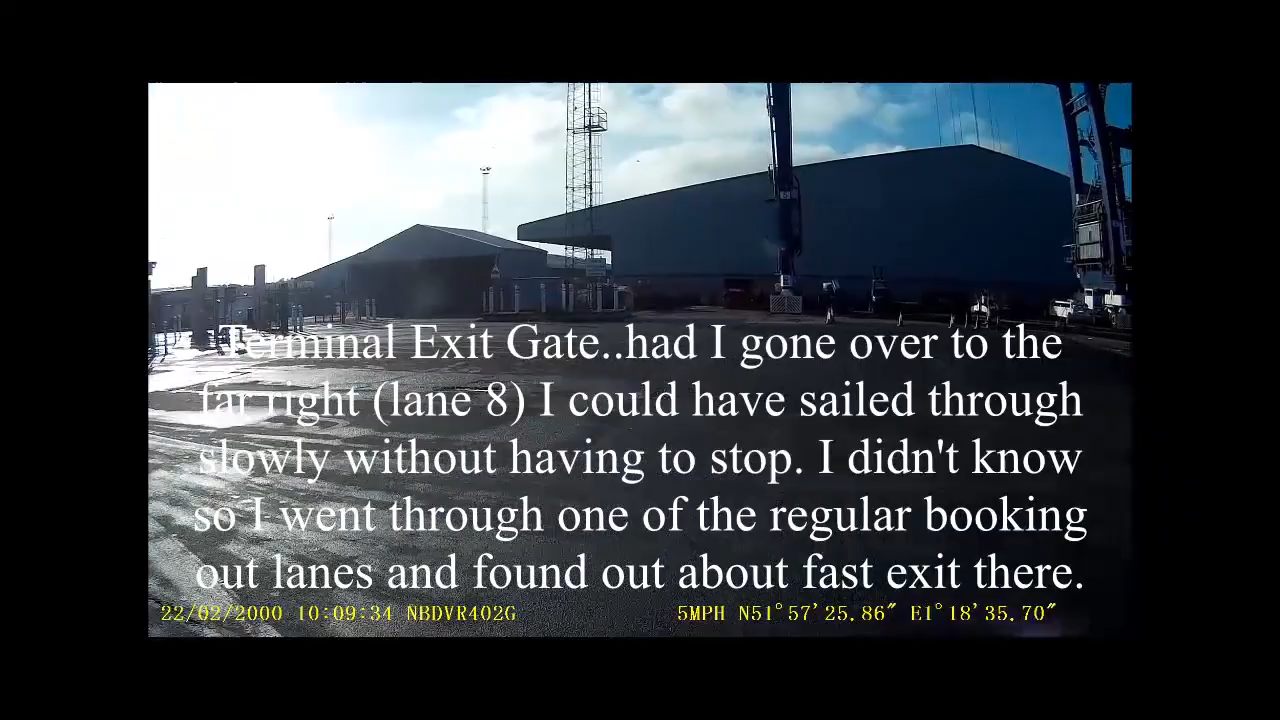 Terminal Exit Gate..had I gone over to the
far right (lane 8) I could have sailed through
slowly without having to stop. I didn't know
so I went through one of the regular booking
out lanes and found out about fast exit there.
22/02/2000 10:09:34 NBDVR402G 5MPH N51°57'25.86" E1°18'35.70"